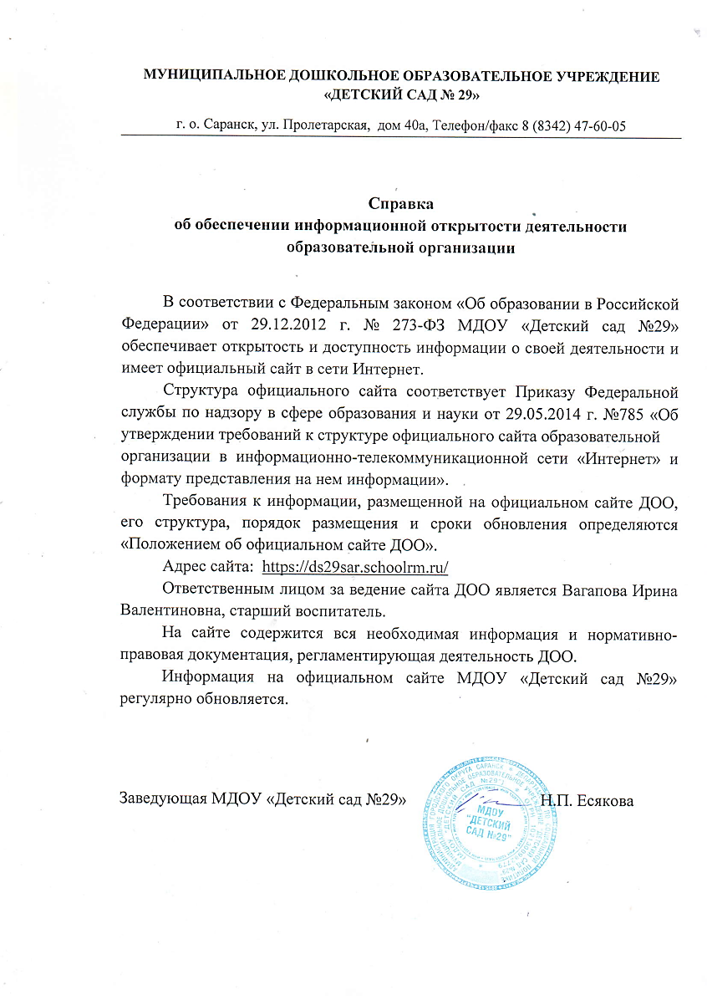 МУНИЦИПАЛЬНОЕ ДОШКОЛЬНОЕ ОБРАЗОВАТЕЛЬНОЕ УЧРЕЖДЕНИЕ
«ДЕТСКИЙ САД № 29»
г. о. Саранск, ул. Пролетарская, дом 40а, Телефон/факс 8 (8342) 47-60-05
Справка
об обеспечении информационной открытости деятельности
образовательной организации
В соответствии с Федеральным законом «Об образовании в Российской
Федерации» от 29.12.2012 г. № 273-ФЗ МДОУ «Детский сад №29»
обеспечивает открытость и доступность информации о своей деятельности и
имеет официальный сайт в сети Интернет.
Структура официального сайта соответствует Приказу Федеральной
службы по надзору в сфере образования и науки от 29.05.2014 г. №785 «Об
утверждении требований к структуре официального сайта образовательной
организации в информационно-телекоммуникационной сети «Интернет» и
формату представления на нем информации».
Требования к информации, размещенной на официальном сайте ДОО,
его структура, порядок размещения и сроки обновления определяются
«Положением об официальном сайте ДОО».
Адрес сайта: https://ds29sar.schoolrm.ru/
Ответственным лицом за ведение сайта ДОО является Вагапова Ирина
Валентиновна, старший воспитатель.
На сайте содержится вся необходимая информация и нормативно-
правовая документация, регламентирующая деятельность ДОО.
Информация на официальном сайте МДОУ «Детский сад №29»
регулярно обновляется.
Заведующая МДОУ «Детский сад №29» Н.П. Есякова
МДОУ
"ДЕТСКИЙ
САД №29"